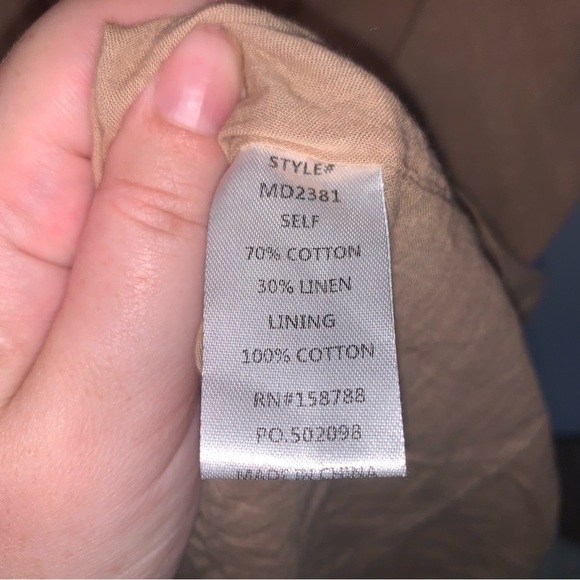 STYLE#
MD2381
SELF
70% COTTON
30% LINEN
LINING
100% COTTON
RN#158788
PO.502098
MADE IN CHINA